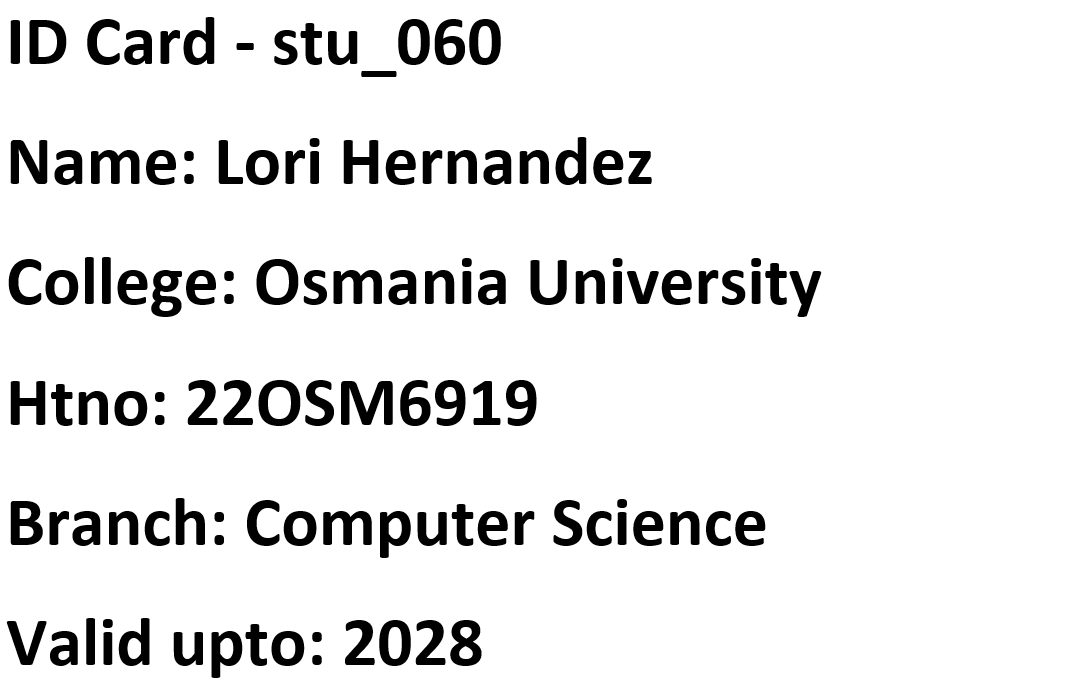 ID Card - stu_060
Name: Lori Hernandez
College: Osmania University
Htno: 22OSM6919
Branch: Computer Science
Valid upto: 2028